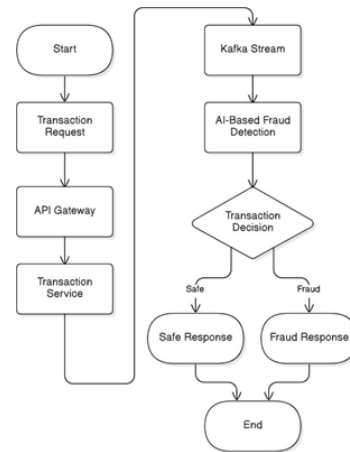 Start
Transaction
Request
API Gateway
Transaction
Service
Kafka Stream
AI-Based Fraud
Detection
Transaction
Decision
Safe
Fraud
Safe Response
Fraud Response
End